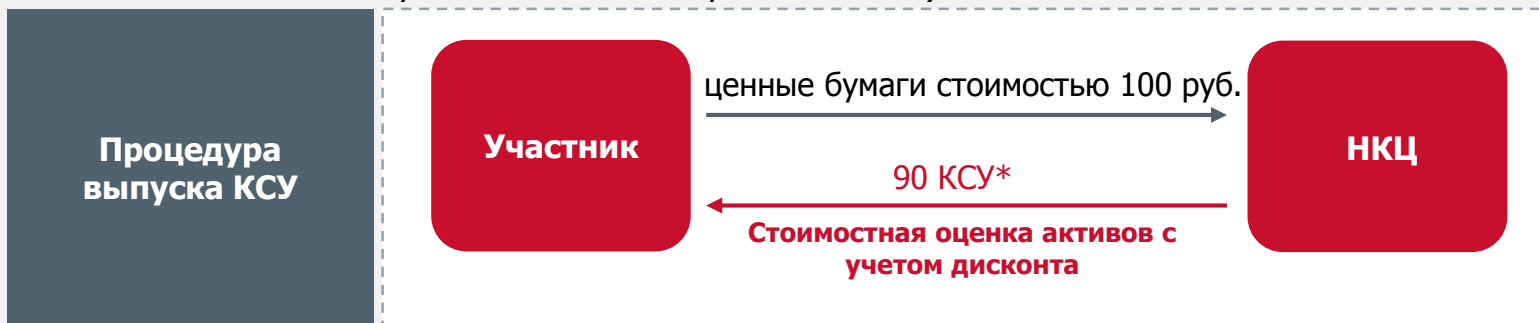 Процедура
выпуска КСУ
Участник
ценные бумаги стоимостью 100 руб.
90 КСУ*
Стоимостная оценка активов с
учетом дисконта
НКЦ